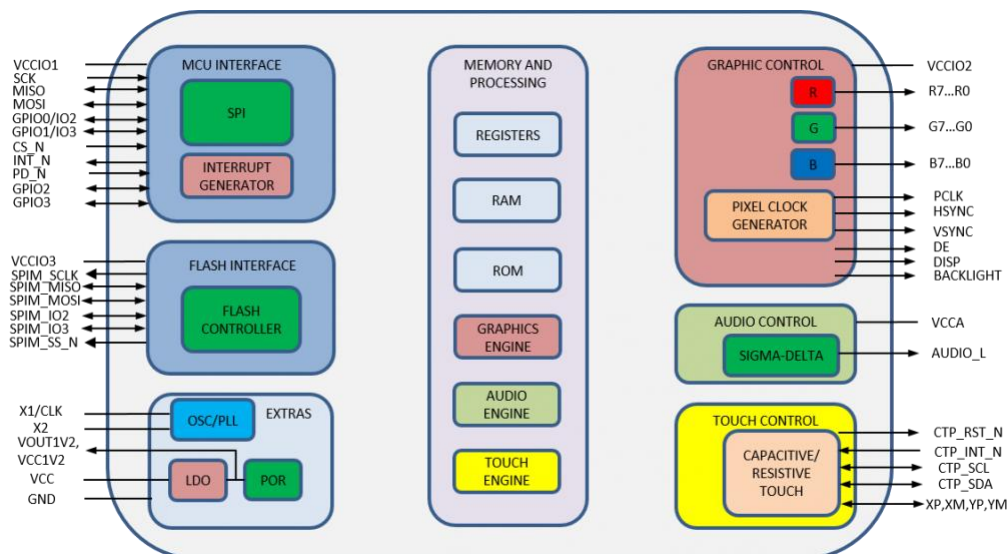 VCCIO1
SCK
MISO
MOSI
GPIO0/IO2
GPIO1/IO3
CS_N
INT_N
PD_N
GPIO2
GPIO3
MCU INTERFACE
SPI
INTERRUPT
GENERATOR
VCCIO3
SPIM_SCLK
SPIM_MISO
SPIM_MOSI
SPIM_IO2
SPIM_IO3
SPIM_SS_N
FLASH INTERFACE
FLASH
CONTROLLER
X1/CLK
X2
VOUT1V2,
VCC1V2
VCC
GND
OSC/PLL
EXTRAS
LDO
POR
MEMORY AND
PROCESSING
REGISTERS
RAM
ROM
GRAPHICS
ENGINE
AUDIO
ENGINE
TOUCH
ENGINE
GRAPHIC CONTROL
R
G
B
PIXEL CLOCK
GENERATOR
VCCIO2
R7...R0
G7...G0
B7...B0
PCLK
HSYNC
VSYNC
DE
DISP
BACKLIGHT
AUDIO CONTROL
SIGMA-DELTA
VCCA
AUDIO_L
TOUCH CONTROL
CAPACITIVE/
RESISTIVE
TOUCH
CTP_RST_N
CTP_INT_N
CTP_SCL
CTP_SDA
XP,XM,YP,YM